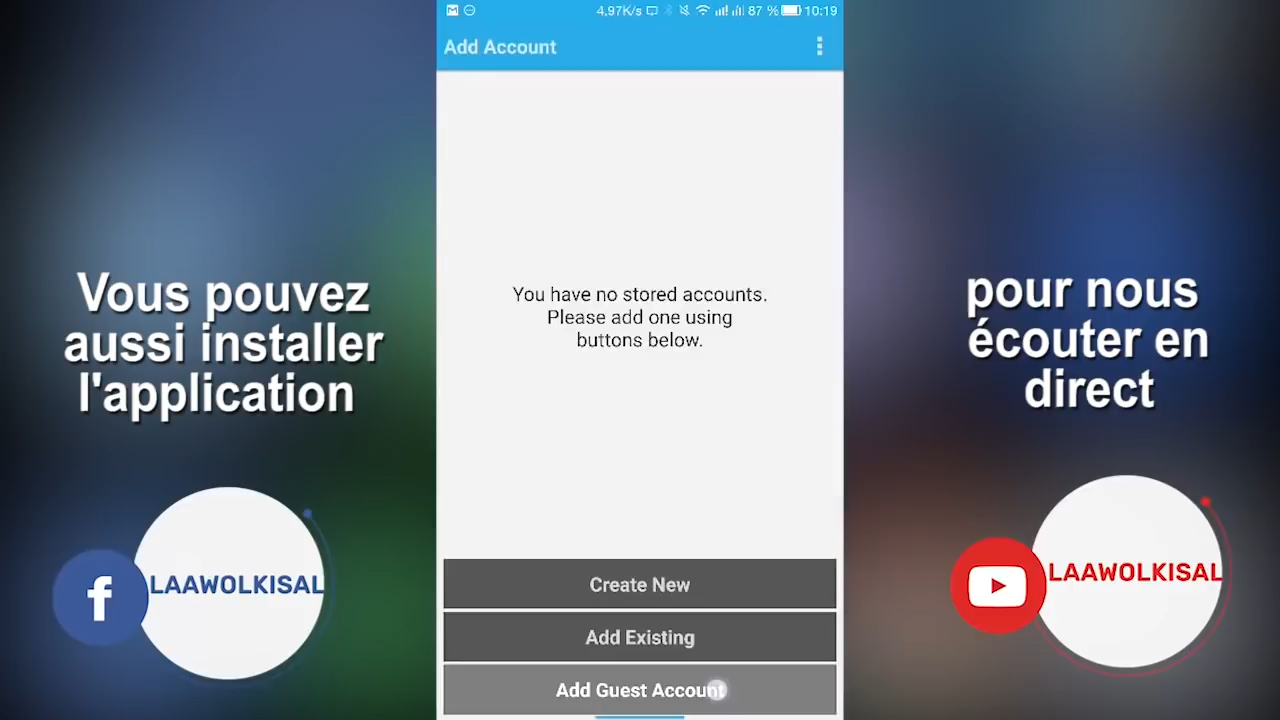 4,97K/s 87 % 10:19
Add Account
You have no stored accounts.
Please add one using
buttons below.
Create New
Add Existing
Add Guest Account
Vous pouvez
aussi installer
l'application
f LAAWOLKISAL
pour nous
écouter en
direct
LAAWOLKISAL